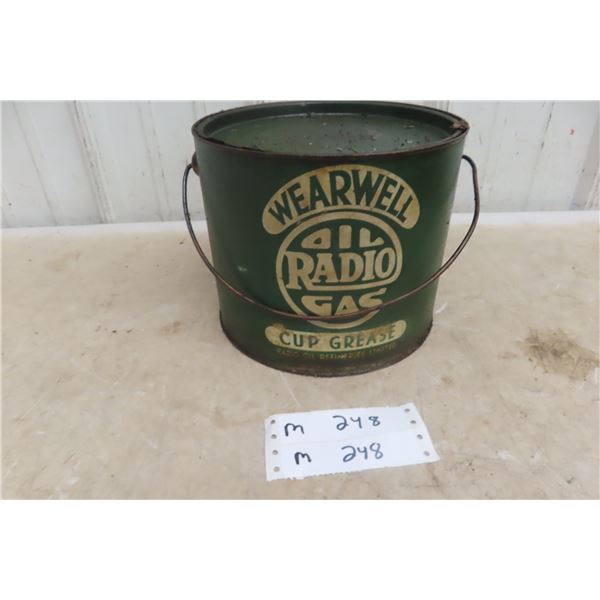 WEARWELL
OIL
RADIO
GAS
CUP GREASE
RADIO OIL REFINERIES LIMITED
M 248
M 248